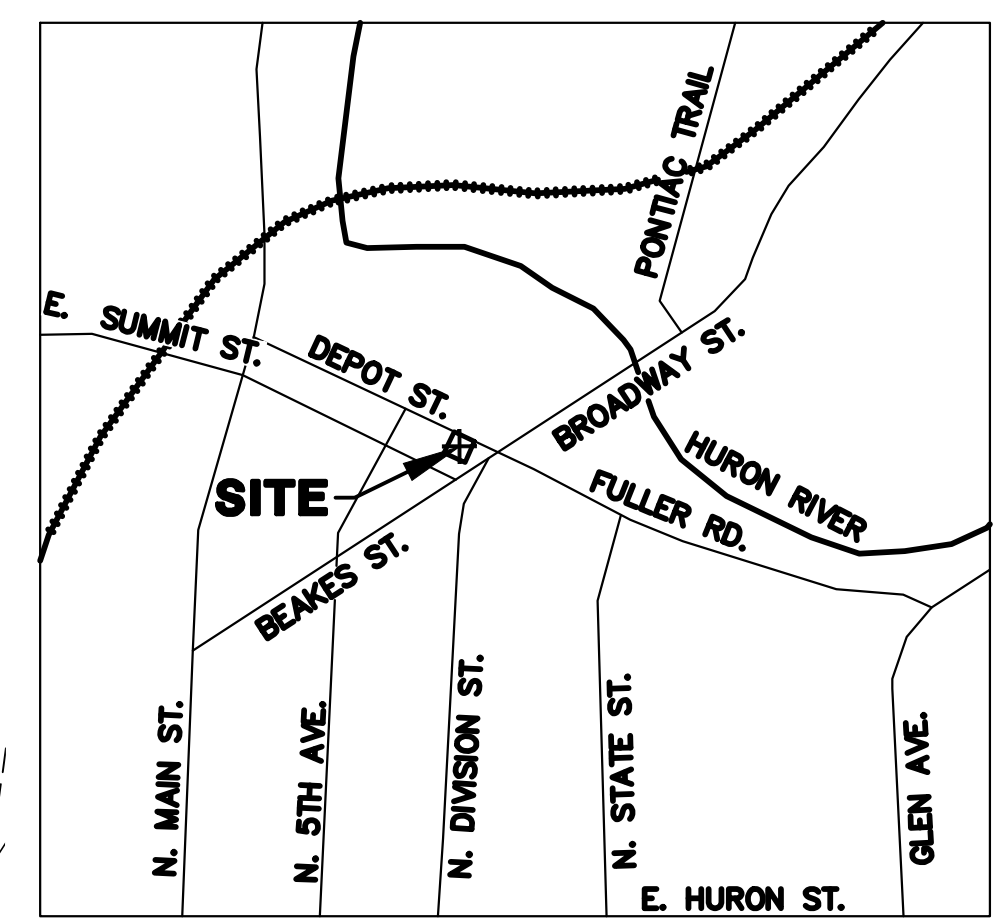 PONTIAC TRAIL
E. SUMMIT ST.
DEPOT ST.
BROADWAY ST.
HURON RIVER
SITE
FULLER RD.
BEAKES ST.
N. MAIN ST.
N. 5TH AVE.
N. DIVISION ST.
N. STATE ST.
GLEN AVE.
E. HURON ST.